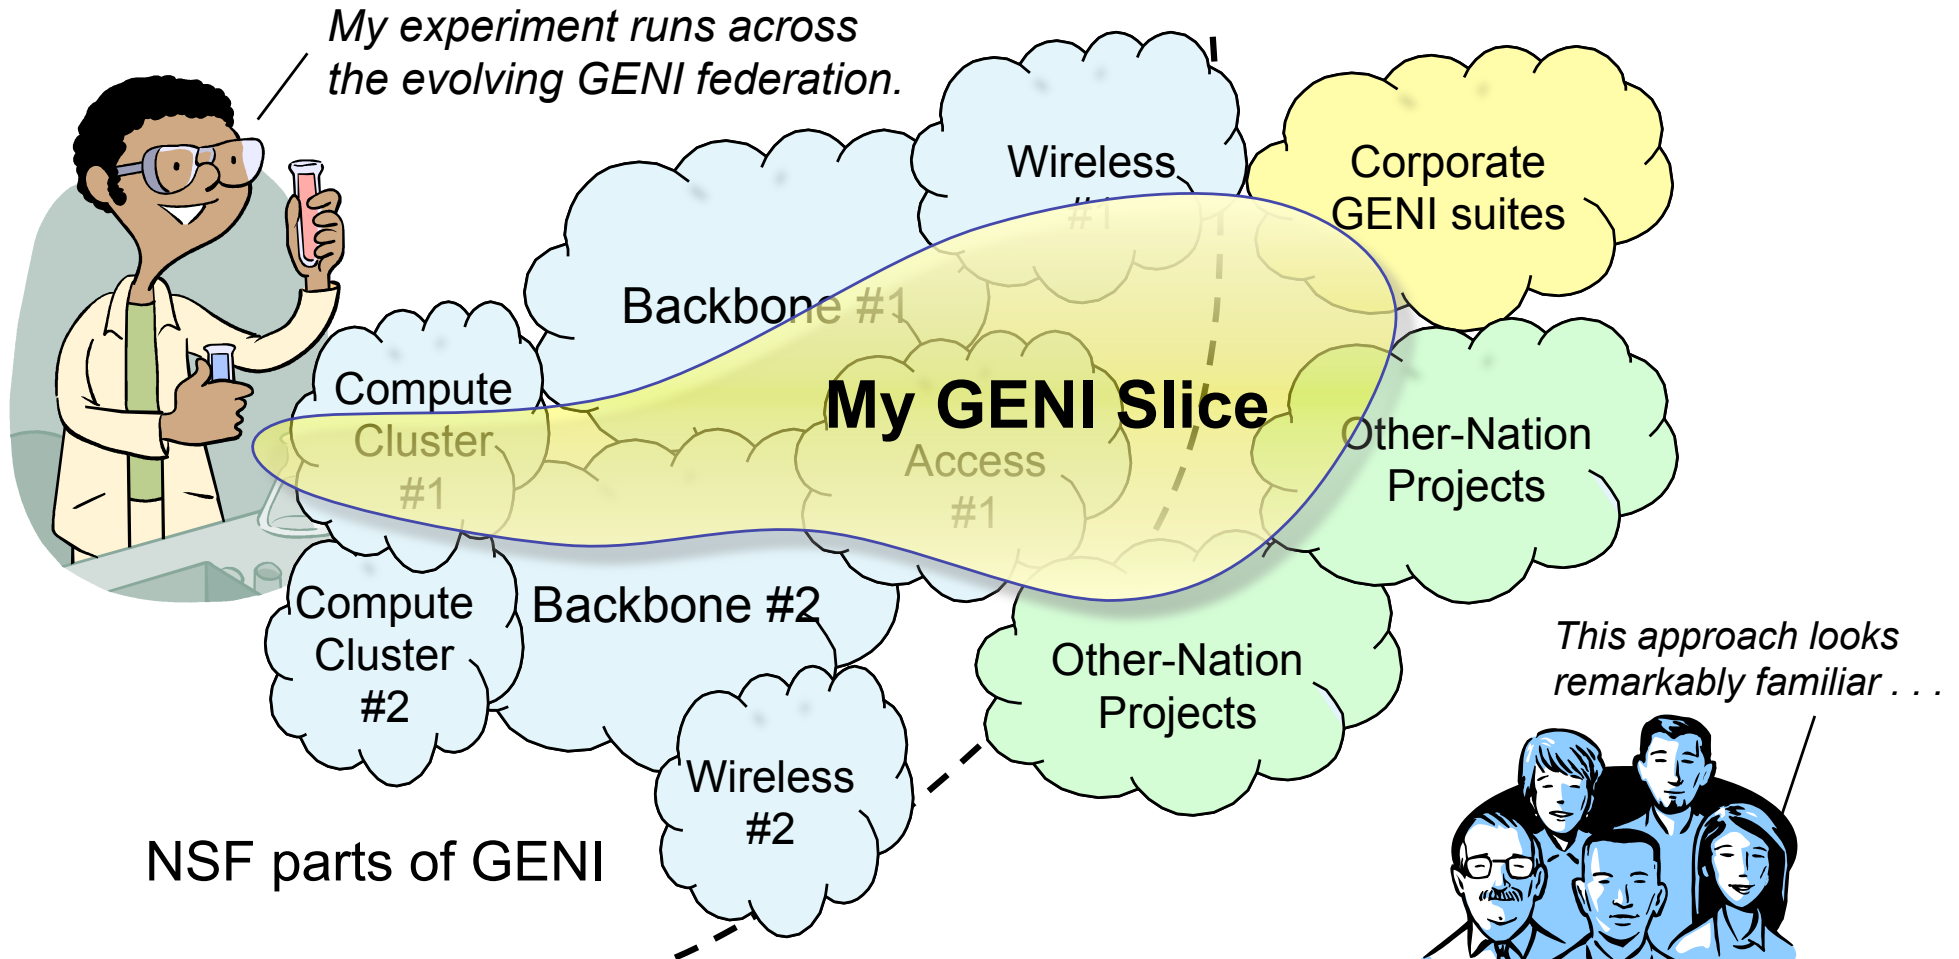 My experiment runs across
the evolving GENI federation.
Wireless
#1
Corporate
GENI suites
Backbone #1
Compute
Cluster
#1
My GENI Slice
Access
#1
Other-Nation
Projects
Compute
Cluster
#2
Backbone #2
Other-Nation
Projects
This approach looks
remarkably familiar . . .
Wireless
#2
NSF parts of GENI